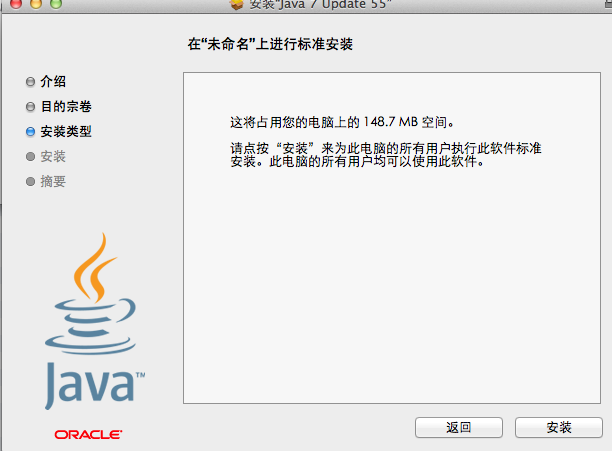 安装“Java 7 Update 55”
在“未命名”上进行标准安装
介绍
目的宗卷
安装类型
安装
摘要
这将占用您的电脑上的 148.7 MB 空间。
请点按“安装”来为此电脑的所有用户执行此软件标准
安装。此电脑的所有用户均可以使用此软件。
Java™
ORACLE®
返回
安装